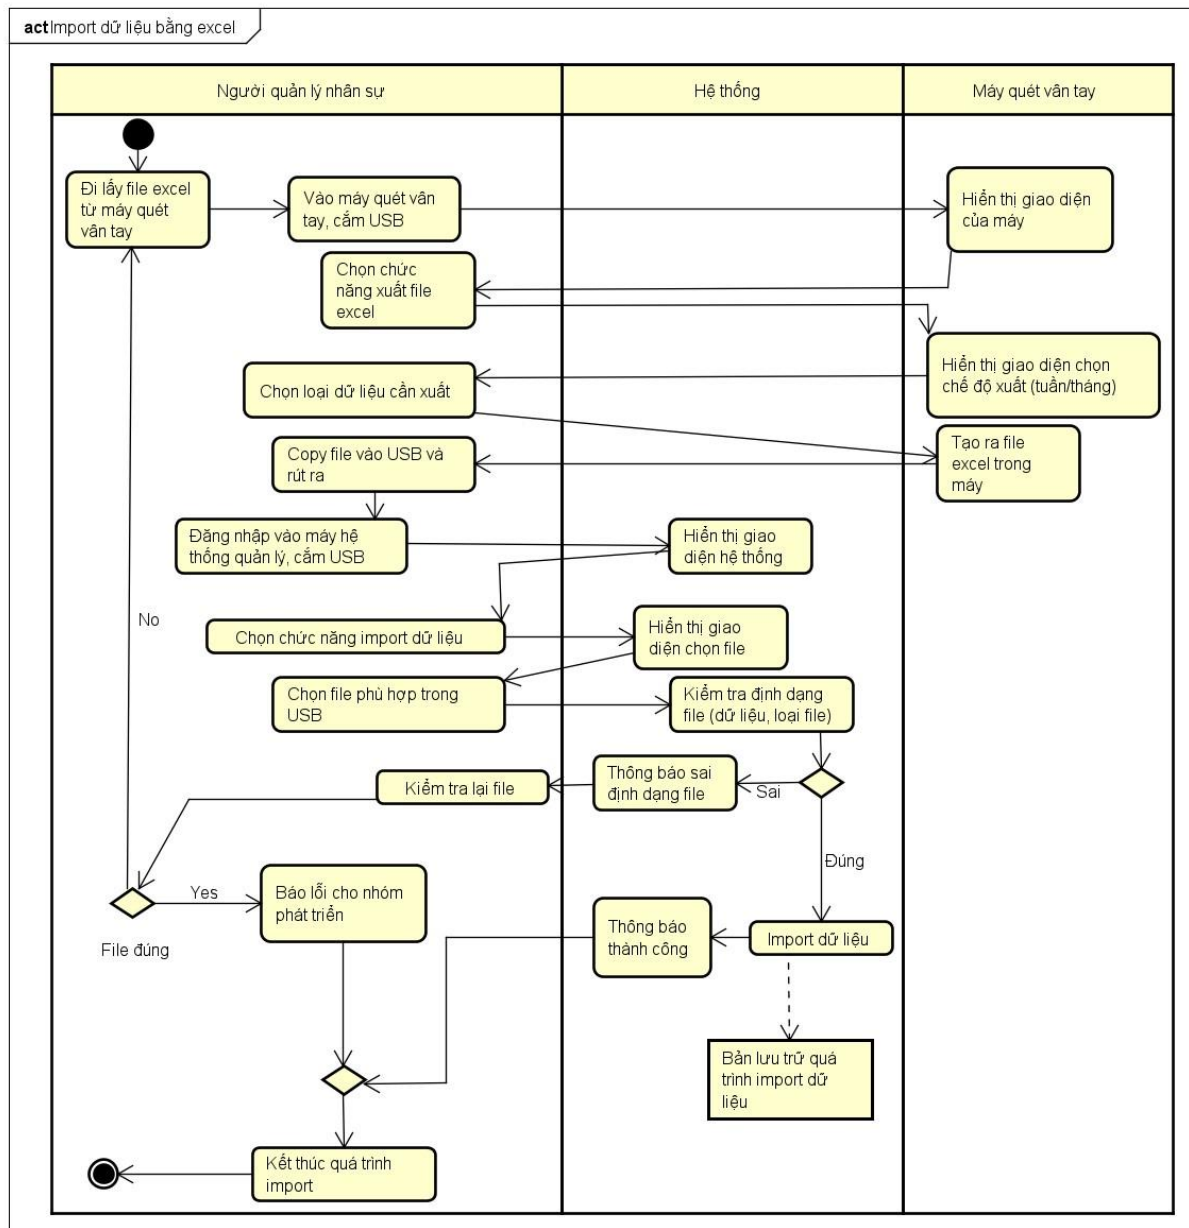 act Import dữ liệu bằng excel
Người quản lý nhân sự
Hệ thống
Máy quét vân tay
Đi lấy file excel
từ máy quét
vân tay
Vào máy quét vân
tay, cắm USB
Hiển thị giao diện
của máy
Chọn chức
năng xuất file
excel
Hiển thị giao diện chọn
chế độ xuất (tuần/tháng)
Chọn loại dữ liệu cần xuất
Tạo ra file
excel trong
máy
Copy file vào USB và
rút ra
Đăng nhập vào máy hệ
thống quản lý, cắm USB
Hiển thị giao
diện hệ thống
No
Chọn chức năng import dữ liệu
Hiển thị giao
diện chọn file
Chọn file phù hợp trong
USB
Kiểm tra định dạng
file (dữ liệu, loại file)
Thông báo sai
định dạng file
Sai
Kiểm tra lại file
Đúng
Yes
Báo lỗi cho nhóm
phát triển
File đúng
Thông báo
thành công
Import dữ liệu
Bản lưu trữ quá
trình import dữ
liệu
Kết thúc quá trình
import